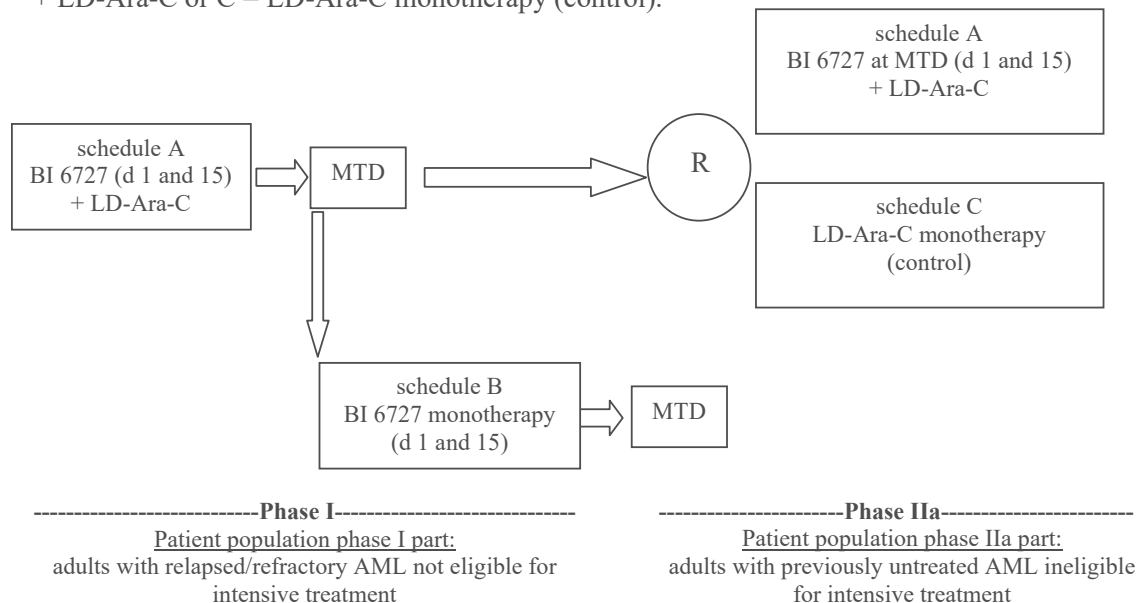 + LD-Ara-C or C = LD-Ara-C monotherapy (control).
schedule A
BI 6727 at MTD (d 1 and 15)
+ LD-Ara-C
schedule A
BI 6727 (d 1 and 15)
+ LD-Ara-C
MTD
R
schedule C
LD-Ara-C monotherapy
(control)
schedule B
BI 6727 monotherapy
(d 1 and 15)
MTD
----------------------------Phase I------------------------------
Patient population phase I part:
adults with relapsed/refractory AML not eligible for
intensive treatment
-----------------------Phase IIa------------------------
Patient population phase IIa part:
adults with previously untreated AML ineligible
for intensive treatment